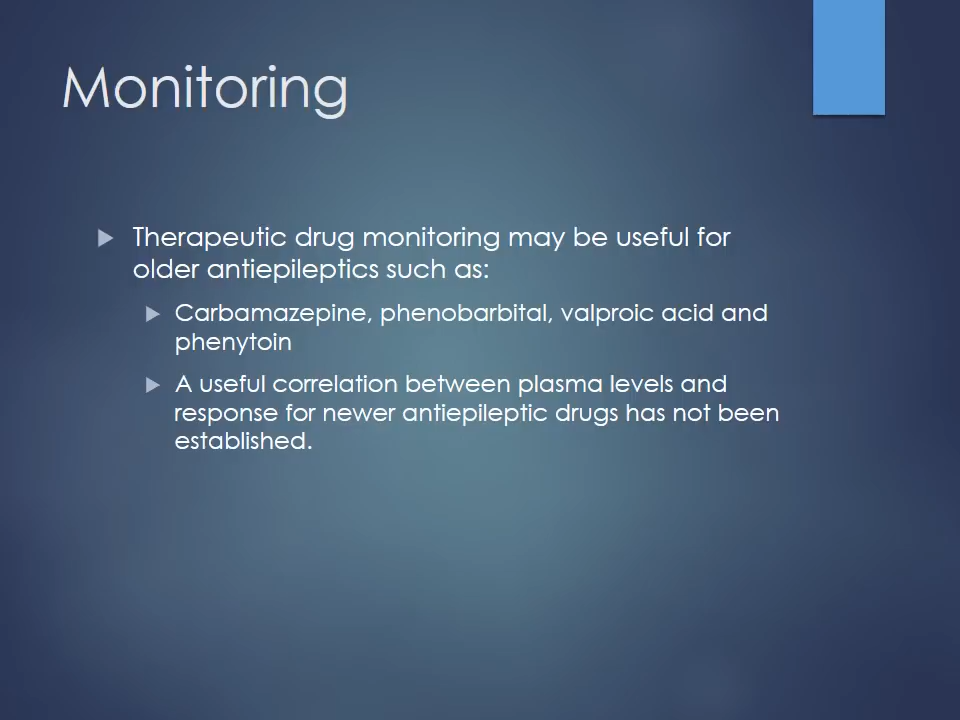 Monitoring
Therapeutic drug monitoring may be useful for
older antiepileptics such as:
Carbamazepine, phenobarbital, valproic acid and
phenytoin
A useful correlation between plasma levels and
response for newer antiepileptic drugs has not been
established.